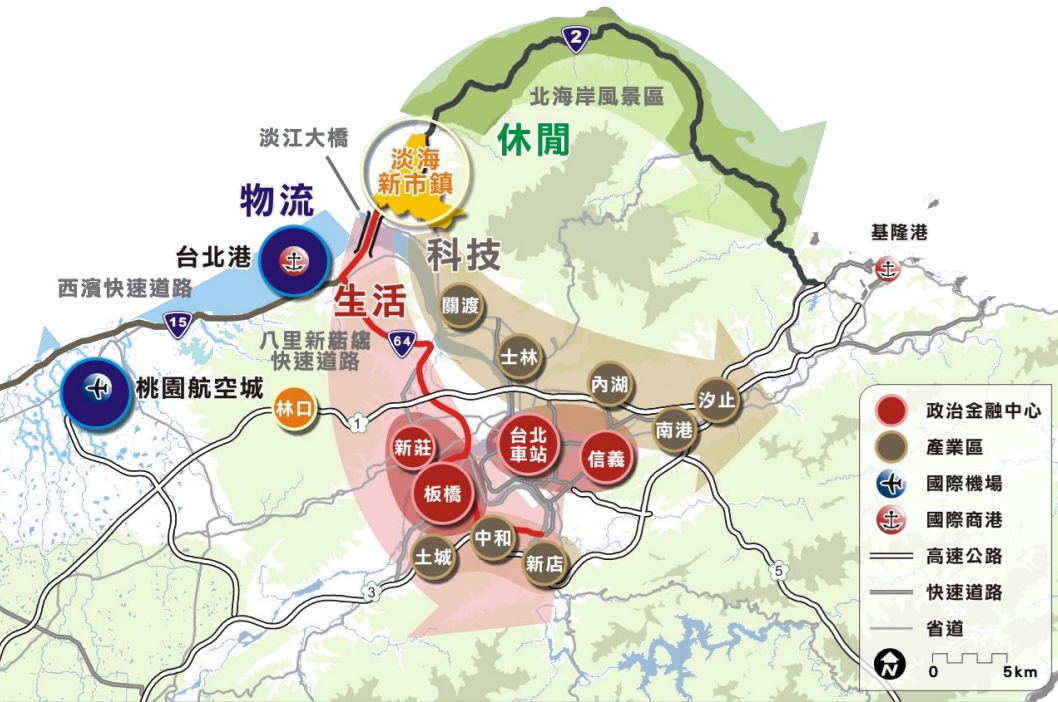 2
北海岸風景區
淡江大橋
休閒
淡海
新市鎮
物流
台北港
科技
基隆港
西濱快速道路
生活
關渡
15
八里新店線
快速道路
64
士林
桃園航空城
內湖
汐止
林口
1
新莊
台北
車站
南港
信義
板橋
中和
土城
新店
3
5
政治金融中心
產業區
國際機場
國際商港
高速公路
快速道路
省道
0
5km